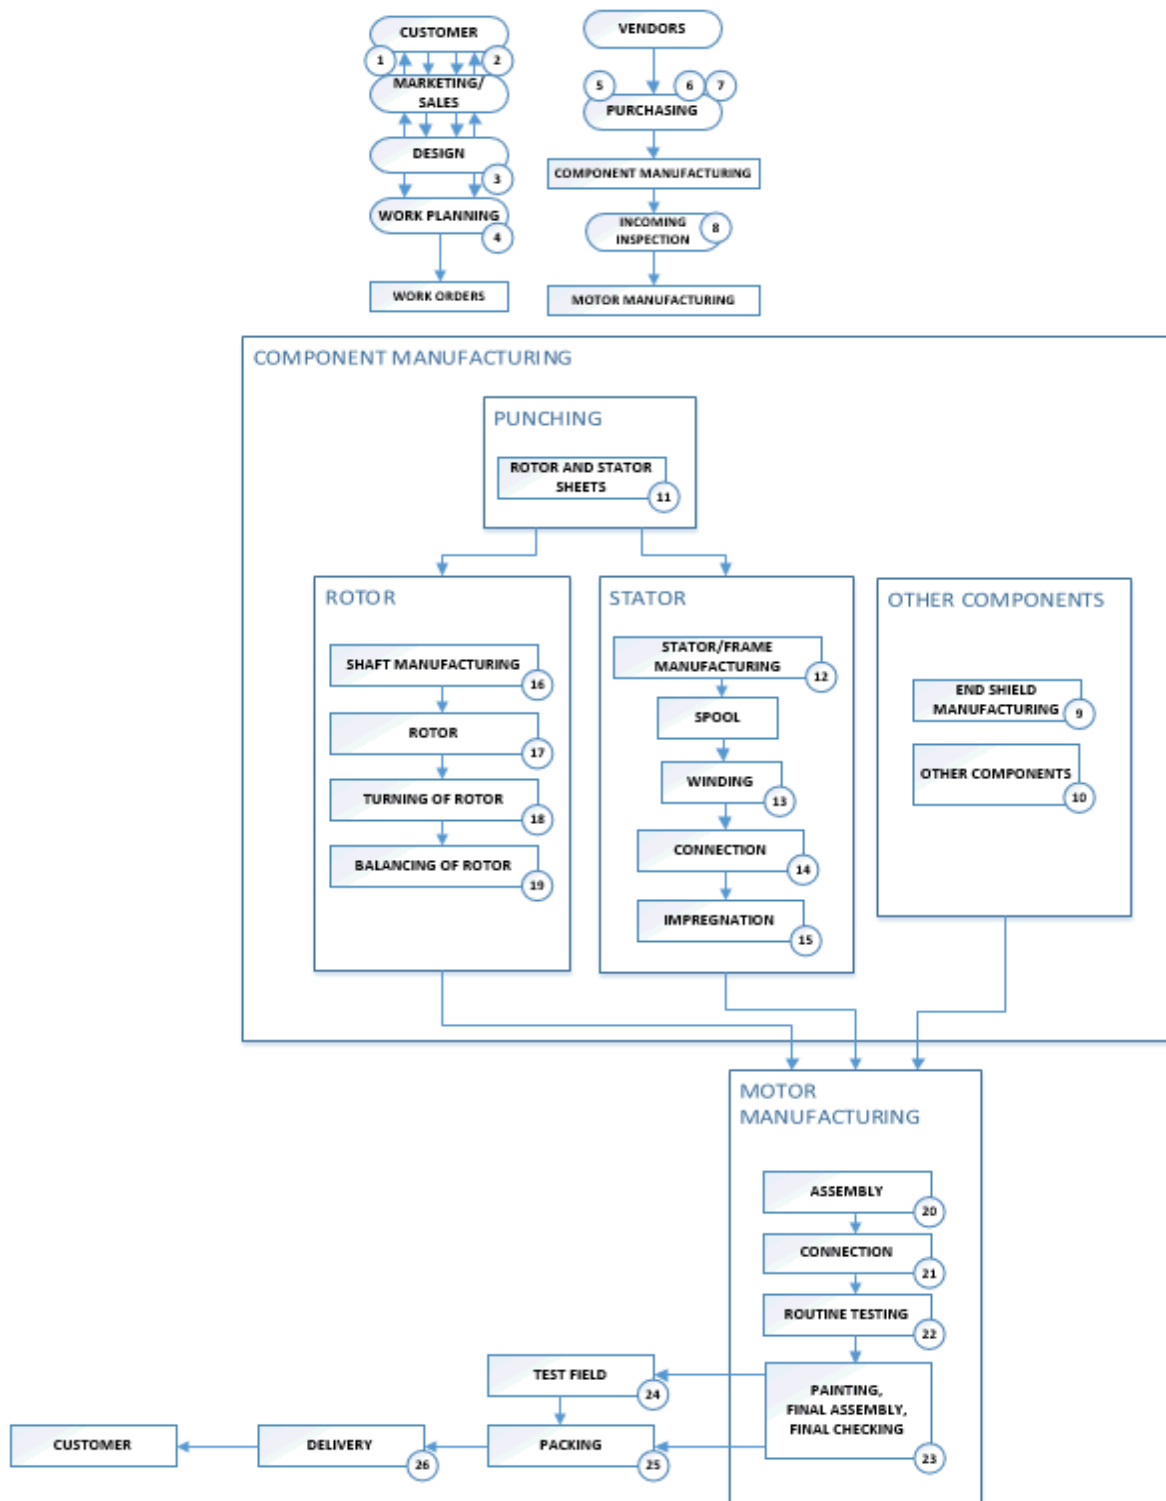 CUSTOMER
1
2
MARKETING/
SALES
DESIGN
3
WORK PLANNING
4
WORK ORDERS
VENDORS
5
6
7
PURCHASING
COMPONENT MANUFACTURING
INCOMING
INSPECTION
8
MOTOR MANUFACTURING
COMPONENT MANUFACTURING
PUNCHING
ROTOR AND STATOR
SHEETS
11
ROTOR
SHAFT MANUFACTURING
16
ROTOR
17
TURNING OF ROTOR
18
BALANCING OF ROTOR
19
STATOR
STATOR/FRAME
MANUFACTURING
12
SPOOL
WINDING
13
CONNECTION
14
IMPREGNATION
15
OTHER COMPONENTS
END SHIELD
MANUFACTURING
9
OTHER COMPONENTS
10
MOTOR
MANUFACTURING
ASSEMBLY
20
CONNECTION
21
ROUTINE TESTING
22
PAINTING,
FINAL ASSEMBLY,
FINAL CHECKING
23
TEST FIELD
24
PACKING
25
DELIVERY
26
CUSTOMER